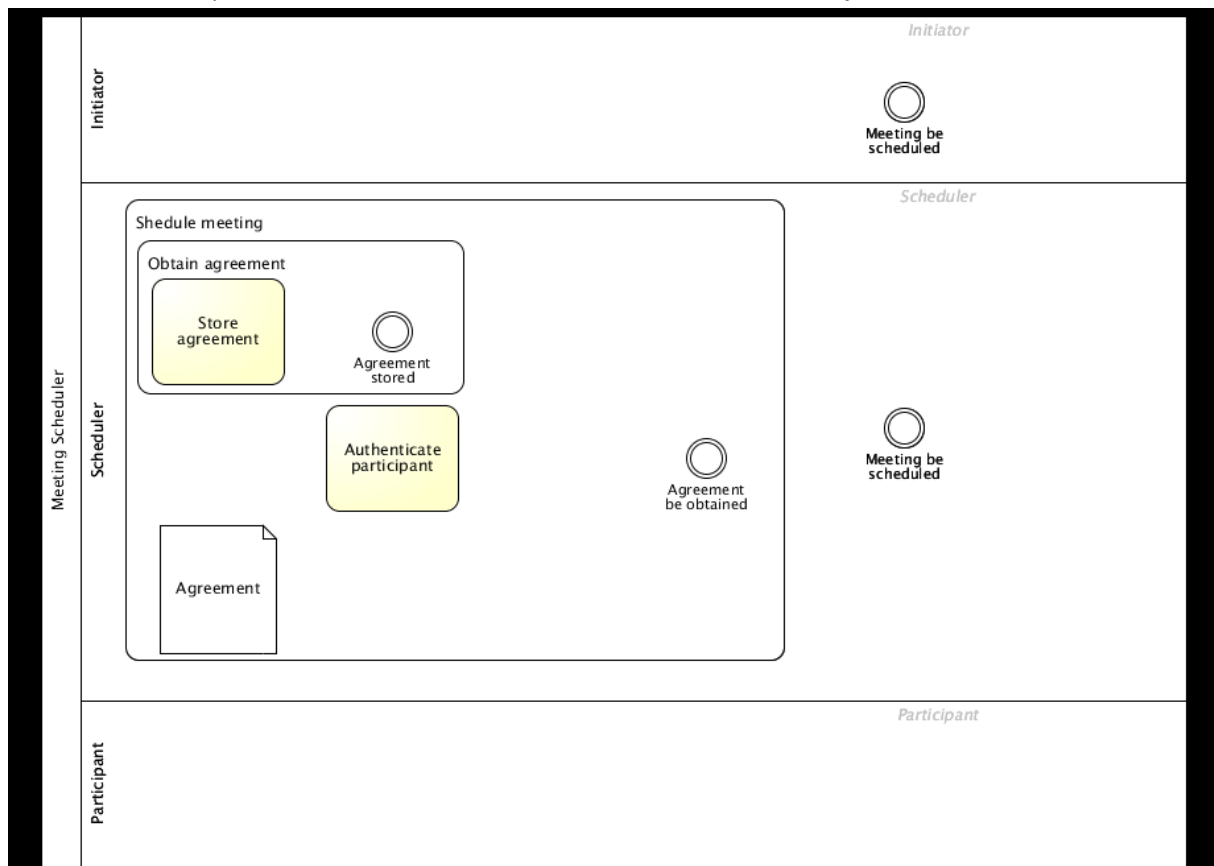 Meeting Scheduler
Initiator
Initiator
Meeting be
scheduled
Scheduler
Scheduler
Shedule meeting
Obtain agreement
Store
agreement
Agreement
stored
Authenticate
participant
Agreement
be obtained
Meeting be
scheduled
Agreement
Participant
Participant